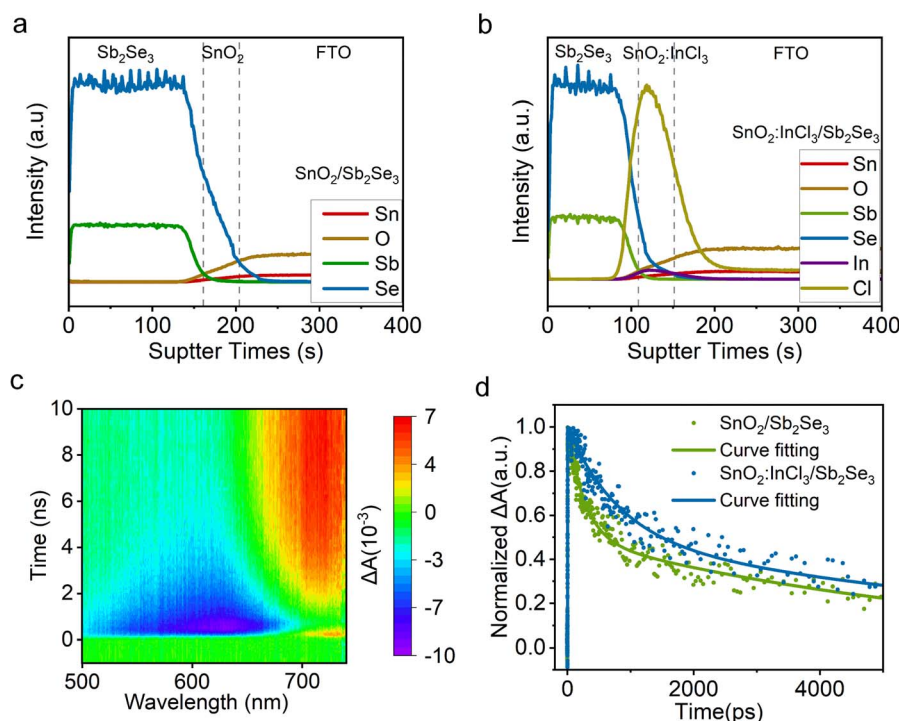 a
Sb₂Se₃ SnO₂ FTO
Intensity (a.u)
SnO₂/Sb₂Se₃
Sn
O
Sb
Se
0 100 200 300 400
Suptter Times (s)
b
Sb₂Se₃ SnO₂:InCl₃ FTO
Intensity (a.u.)
SnO₂:InCl₃/Sb₂Se₃
Sn
O
Sb
Se
In
Cl
0 100 200 300 400
Suptter Times (s)
c
Time (ns)
10
8
6
4
2
0
500 600 700
Wavelength (nm)
ΔA(10⁻³)
7
4
0
-3
-7
-10
d
Normalized ΔA(a.u.)
1.0
0.8
0.6
0.4
0.2
0.0
SnO₂/Sb₂Se₃
Curve fitting
SnO₂:InCl₃/Sb₂Se₃
Curve fitting
0 2000 4000
Time(ps)